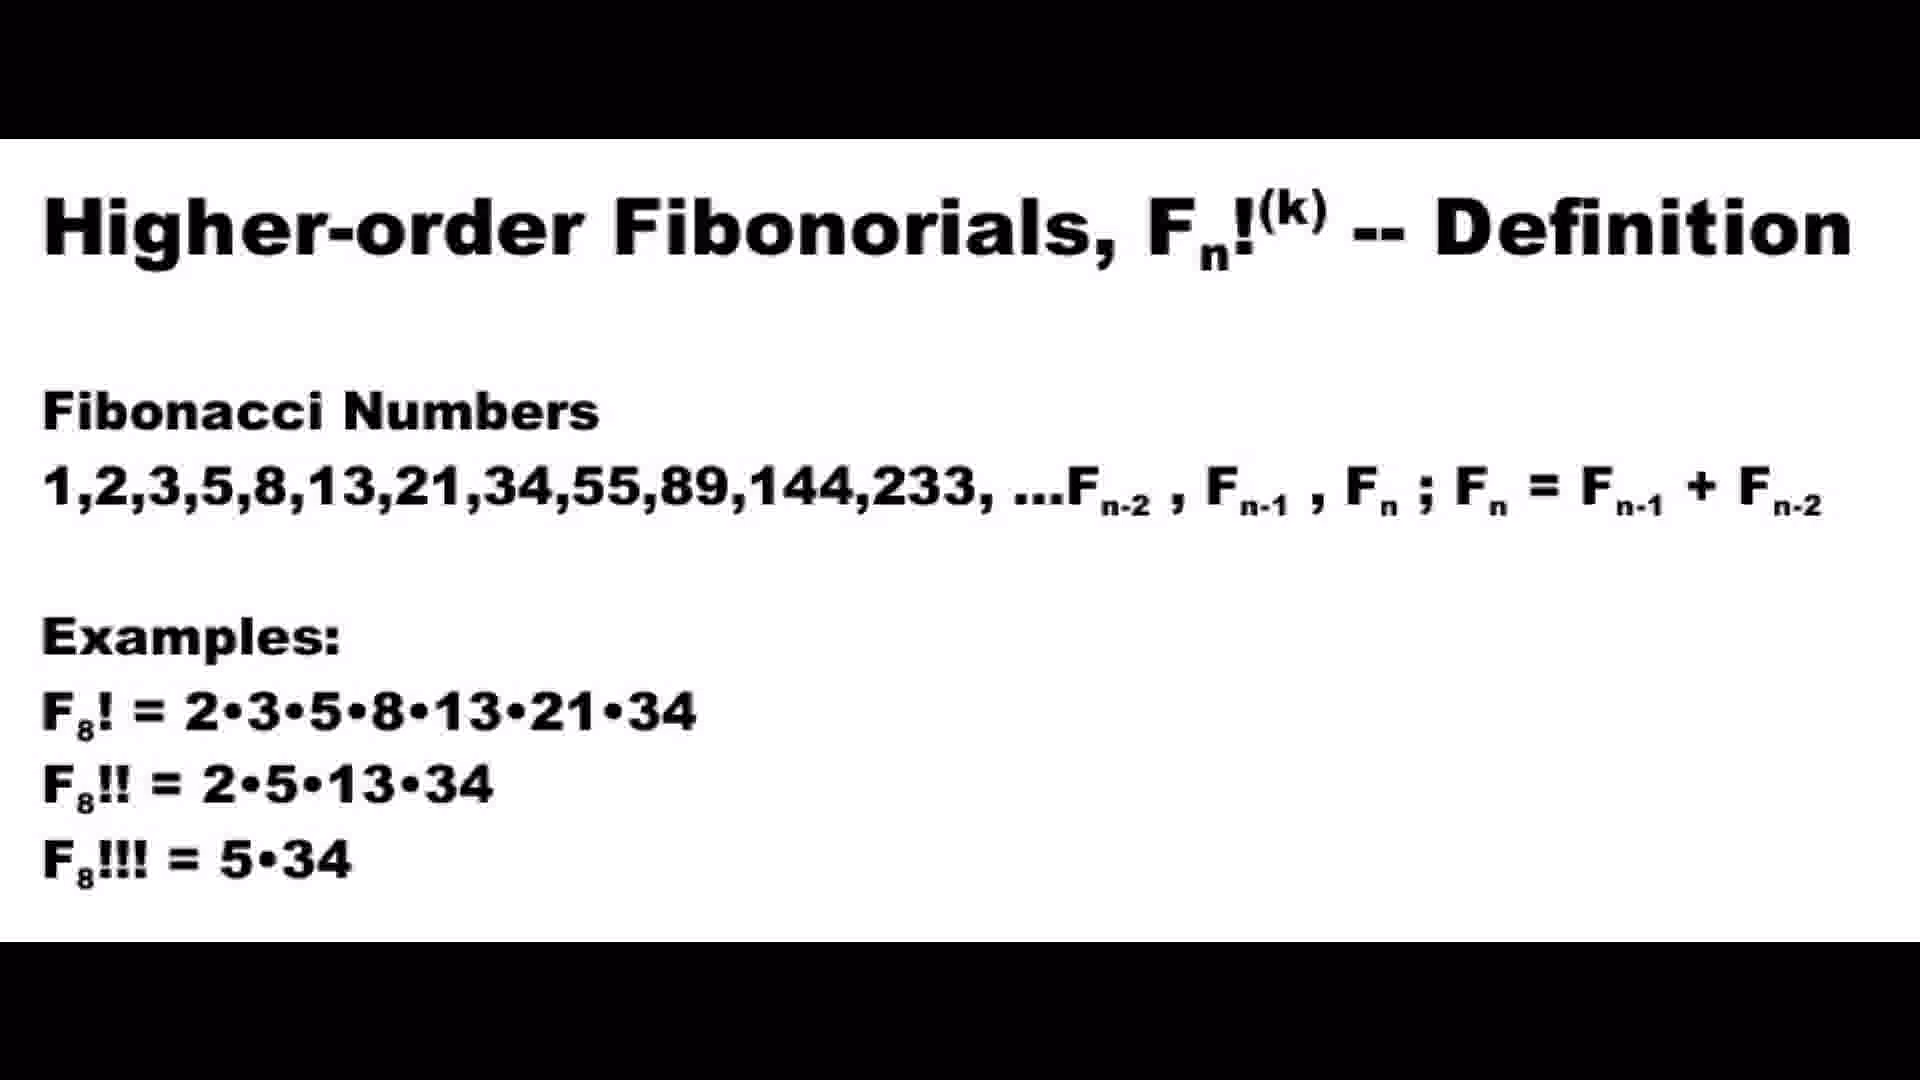 Higher-order Fibonorials, Fₙ!⁽ᵏ⁾ -- Definition
Fibonacci Numbers
1,2,3,5,8,13,21,34,55,89,144,233, ...Fₙ₋₂ , Fₙ₋₁ , Fₙ ; Fₙ = Fₙ₋₁ + Fₙ₋₂
Examples:
F₈! = 2•3•5•8•13•21•34
F₈!! = 2•5•13•34
F₈!!! = 5•34